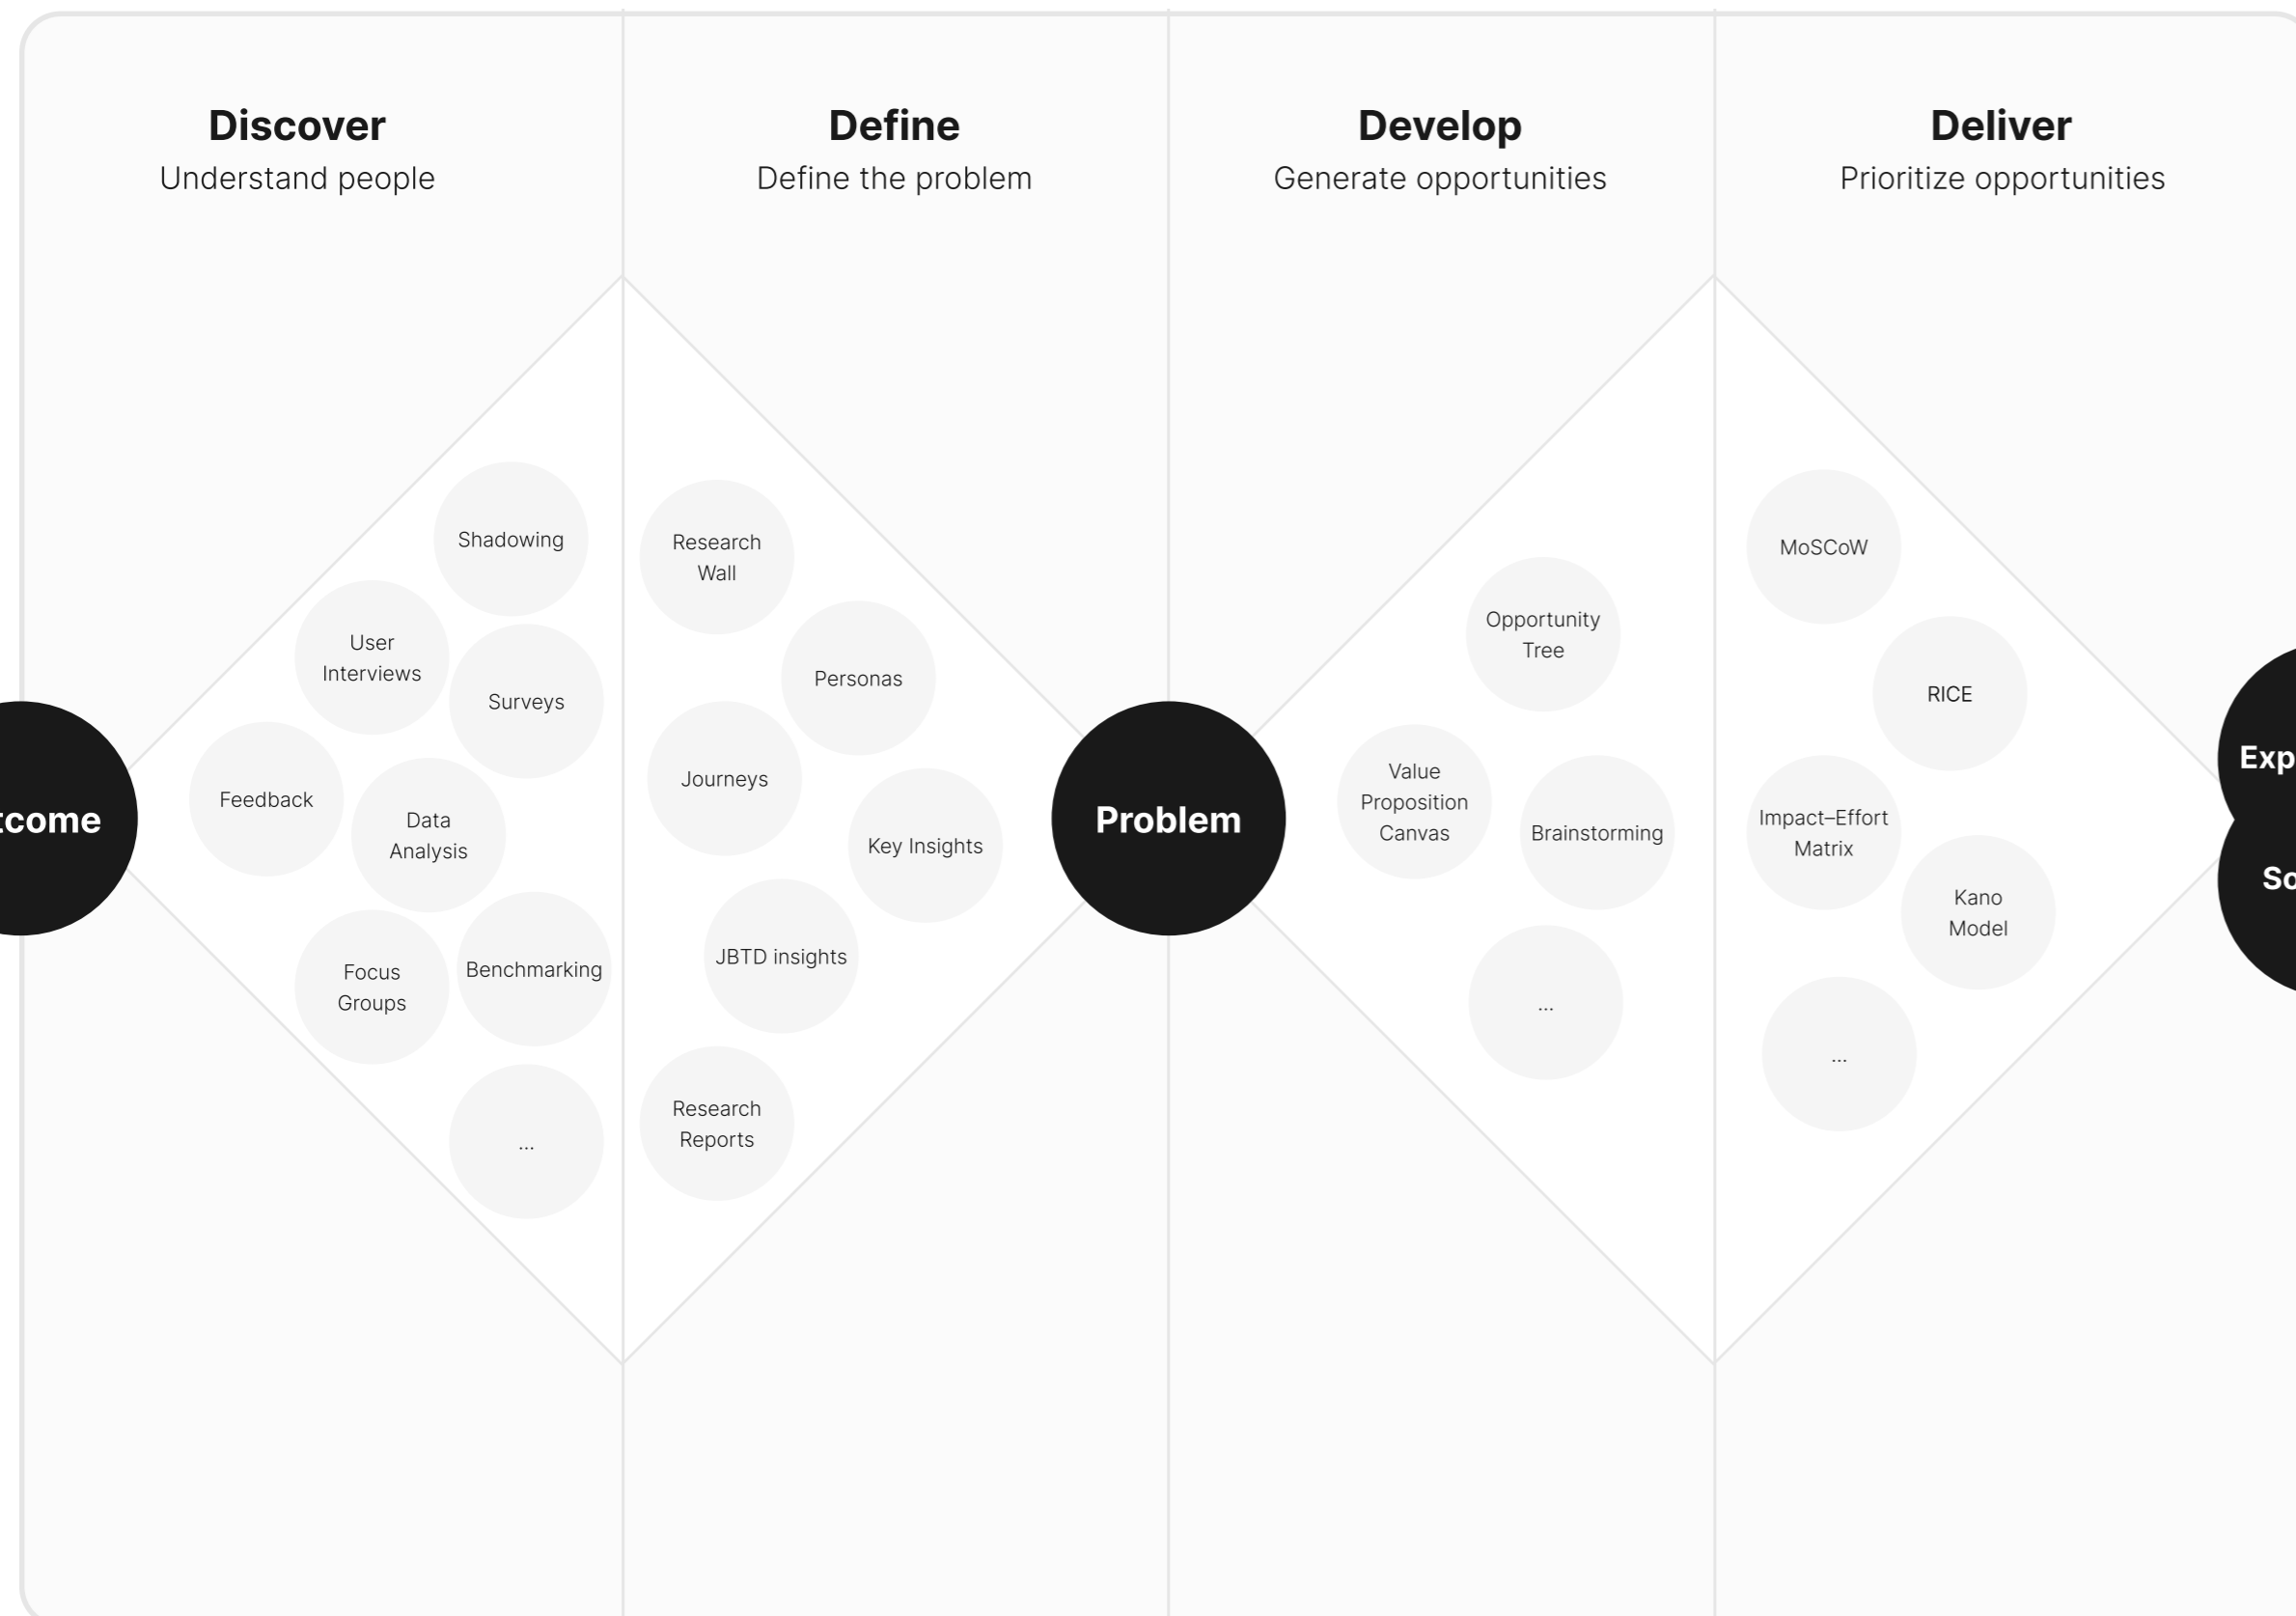 Discover
Understand people
Define
Define the problem
Develop
Generate opportunities
Deliver
Prioritize opportunities
tcome
Shadowing
User
Interviews
Surveys
Feedback
Data
Analysis
Focus
Groups
Benchmarking
...
Research
Wall
Personas
Journeys
Key Insights
JBTD insights
Research
Reports
Problem
Opportunity
Tree
Value
Proposition
Canvas
Brainstorming
...
MoSCoW
RICE
Impact–Effort
Matrix
Kano
Model
...
Exp
So